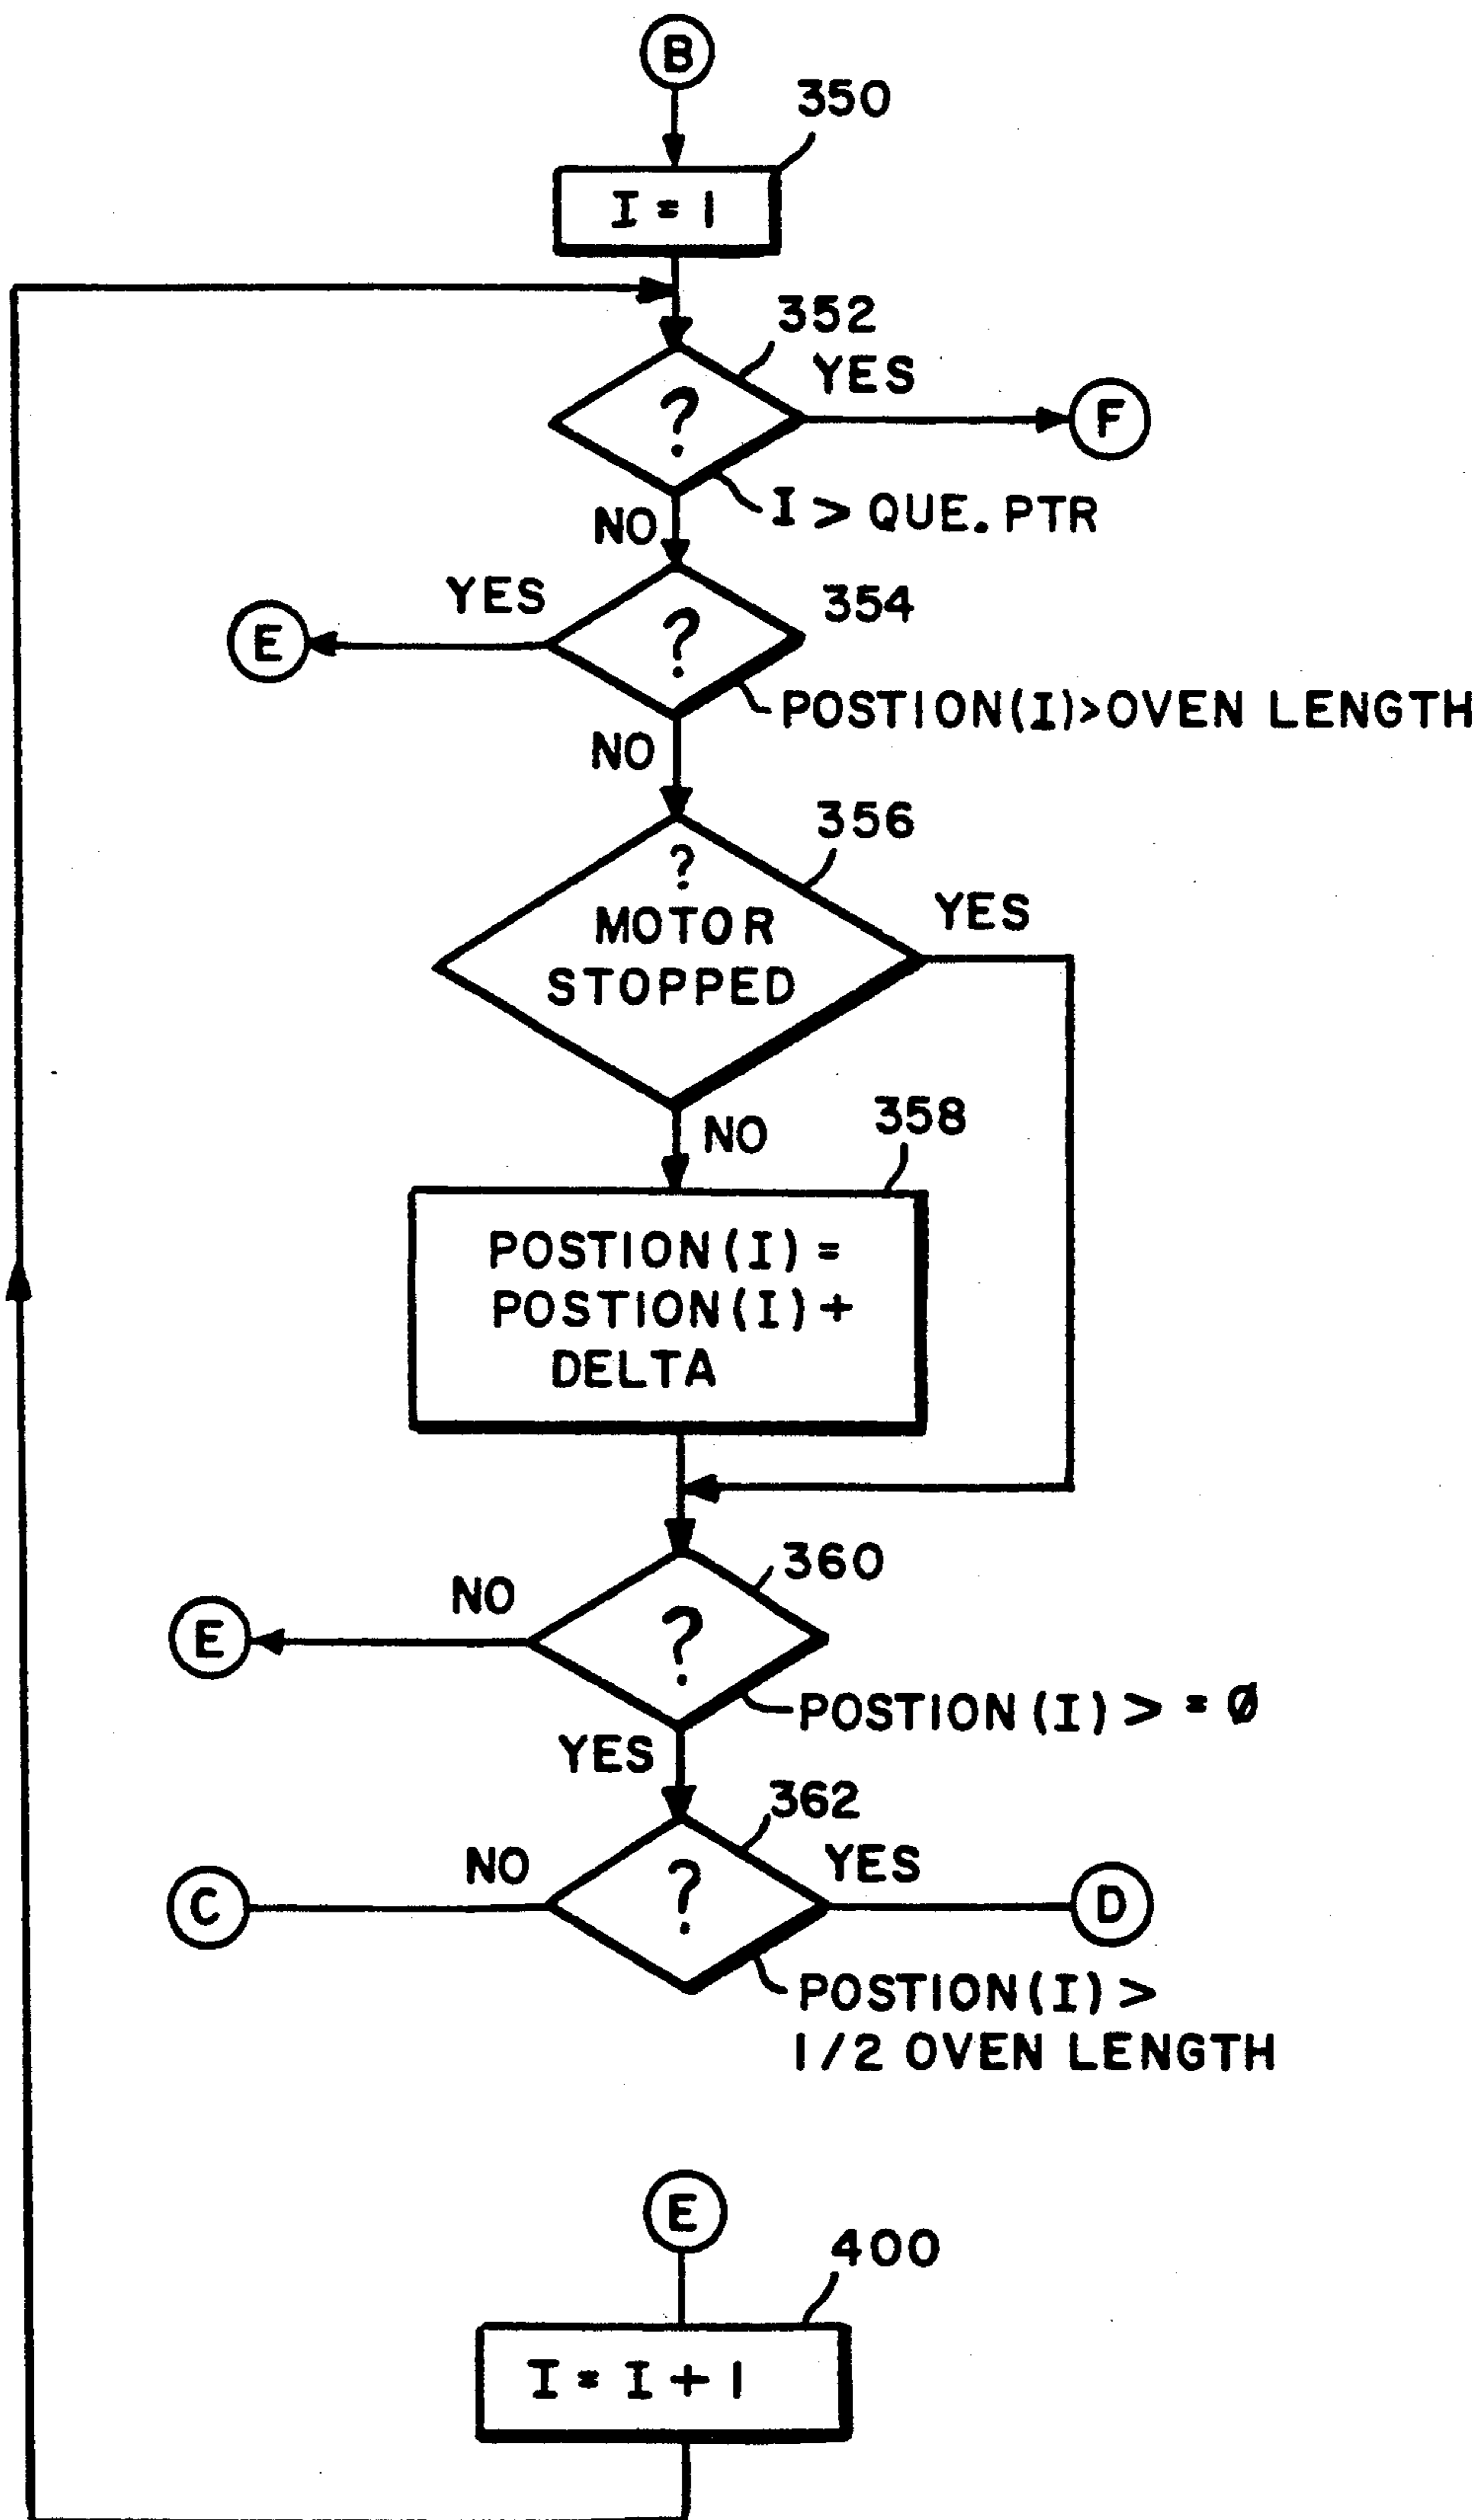 B
350
I = 1
352
YES
F
I > QUE. PTR
NO
YES
354
E
POSTION(I)>OVEN LENGTH
NO
356
?
MOTOR
STOPPED
YES
NO
358
POSTION(I) =
POSTION(I) +
DELTA
360
NO
E
?
POSTION (I) > = Ø
YES
362
NO
YES
C
?
D
POSTION(I) >
1/2 OVEN LENGTH
E
400
I = I + 1